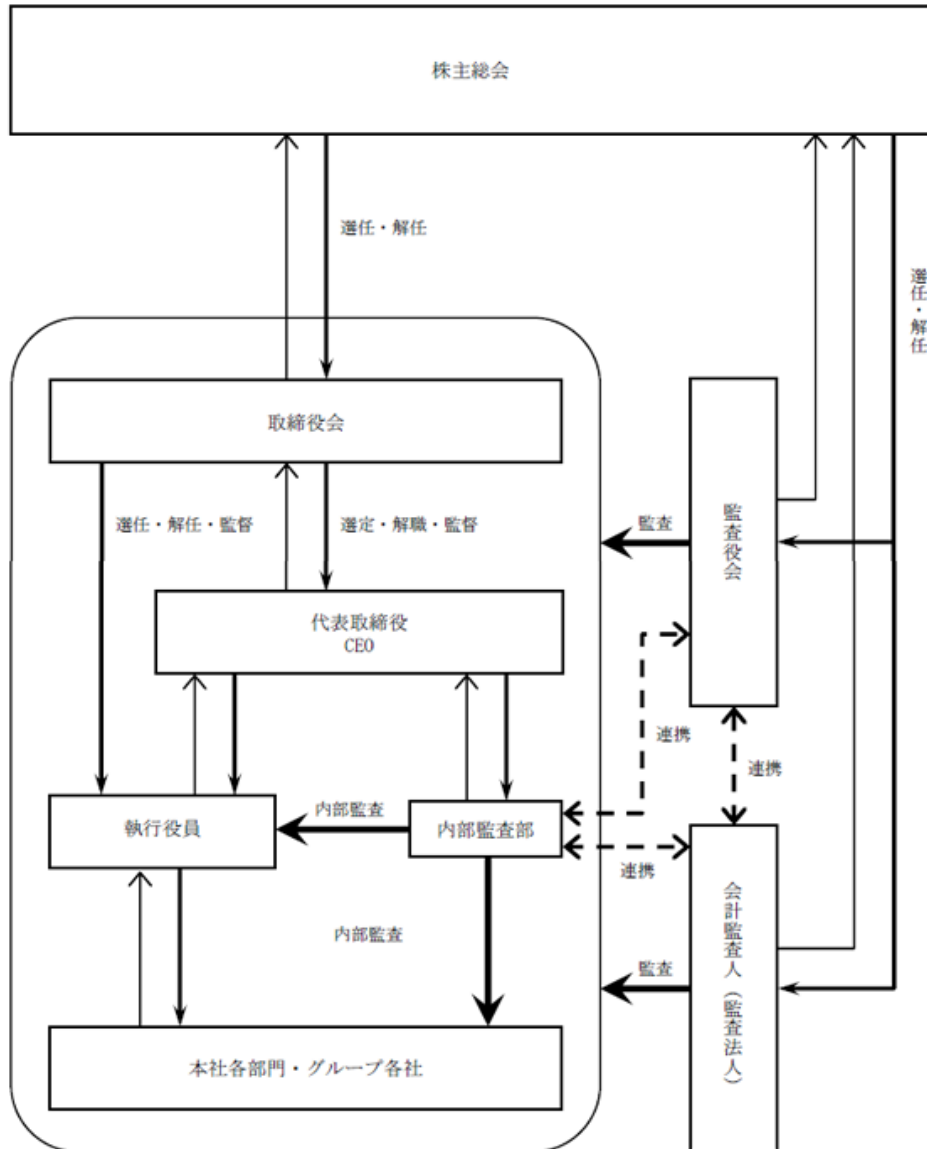 株主総会
選任・解任
選任・解任
取締役会
選任・解任・監督
選定・解職・監督
監査
監査役会
代表取締役
CEO
連携
連携
執行役員
内部監査
内部監査部
連携
内部監査
監査
会計監査人(監査法人)
本社各部門・グループ各社